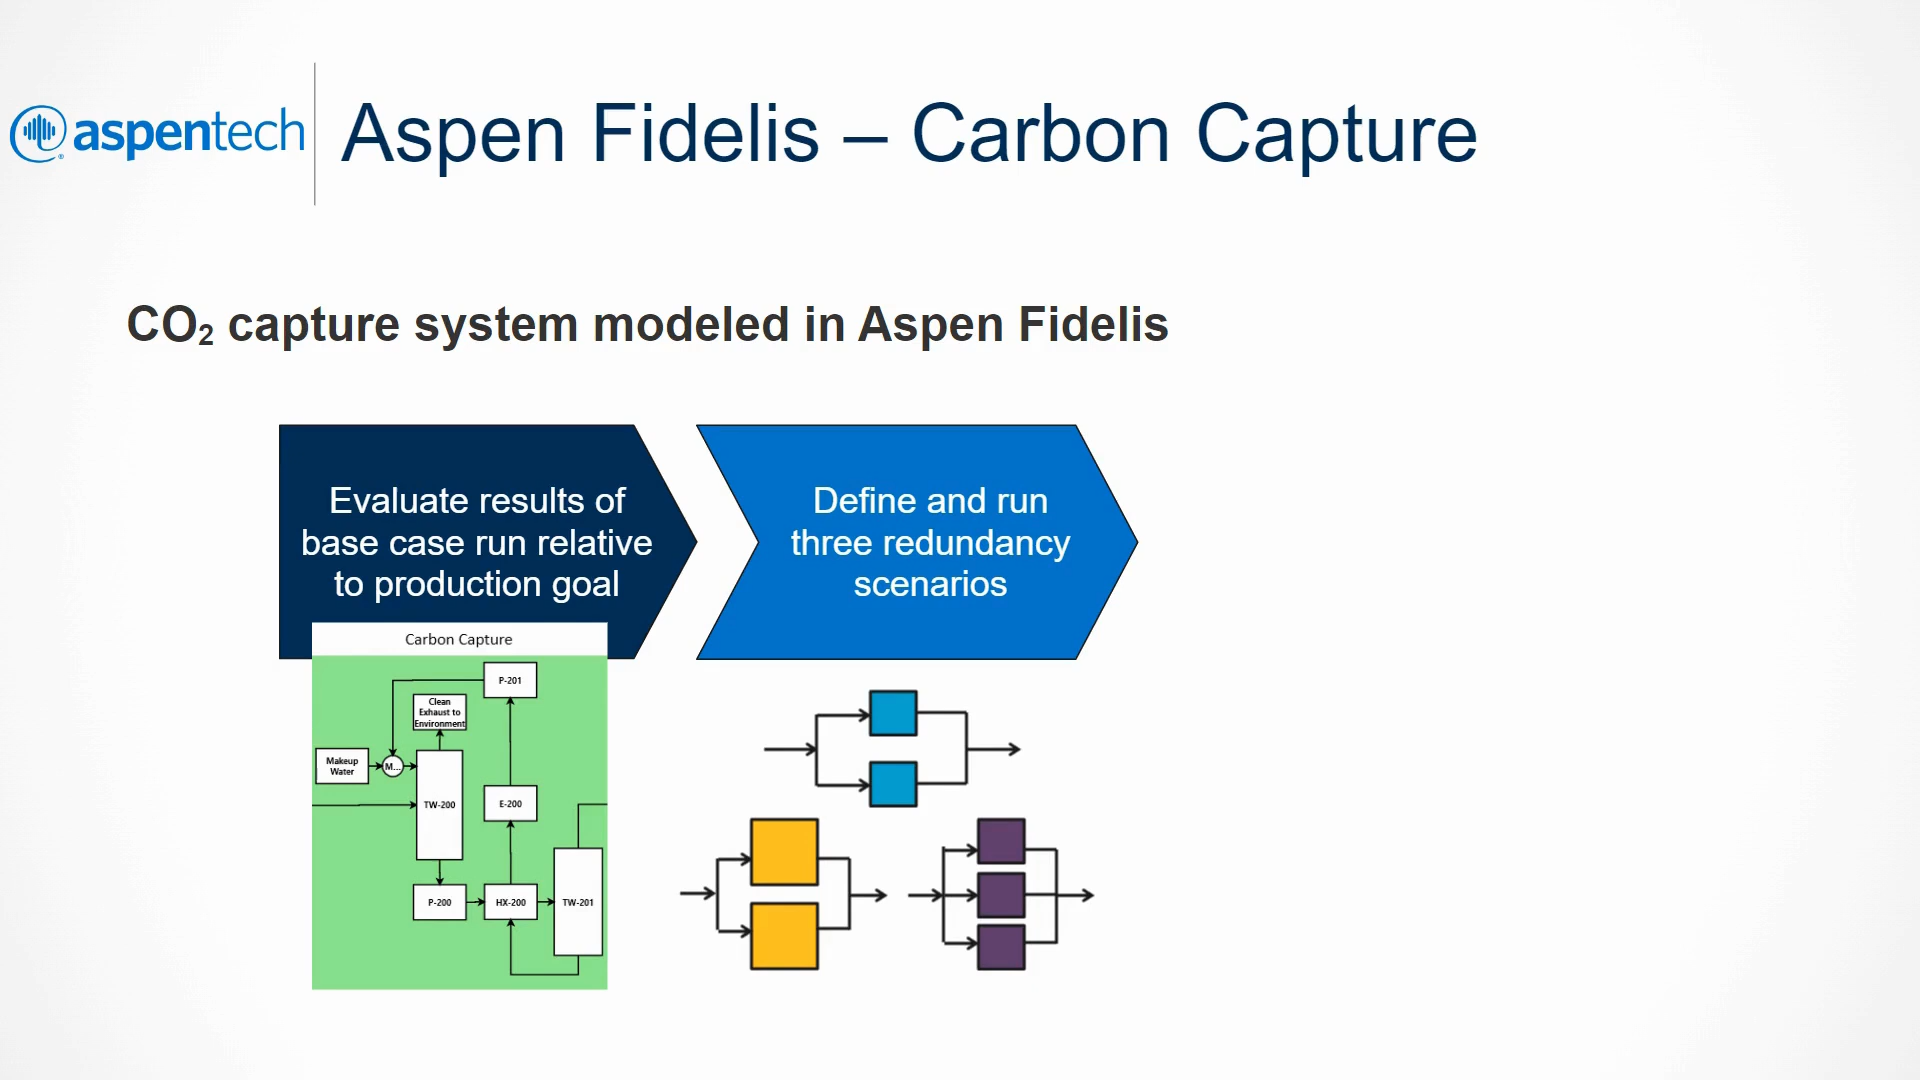 aspentech
Aspen Fidelis – Carbon Capture
CO₂ capture system modeled in Aspen Fidelis
Evaluate results of
base case run relative
to production goal
Define and run
three redundancy
scenarios
Carbon Capture
P-201
Clean
Exhaust to
Environment
Makeup
Water
M...
TW-200
E-200
P-200
HX-200
TW-201